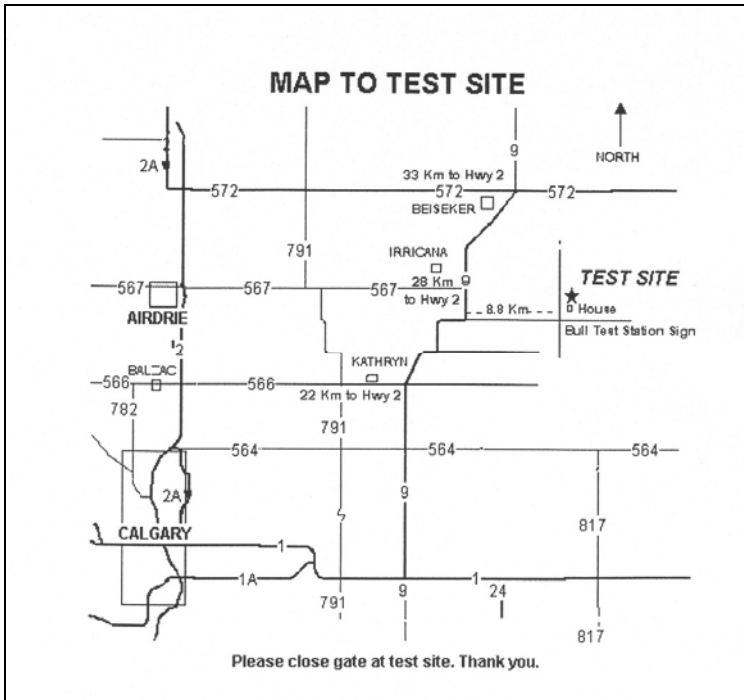 MAP TO TEST SITE
2A
9
NORTH
33 Km to Hwy 2
572
572
572
BEISEKER
791
IRRICANA
567
567
567
28 Km
to Hwy 2
9
TEST SITE
8.8 Km
House
Bull Test Station Sign
AIRDRIE
2
KATHRYN
566
566
22 Km to Hwy 2
782
791
564
564
564
2A
9
817
CALGARY
1
1A
1
791
9
24
817
Please close gate at test site. Thank you.